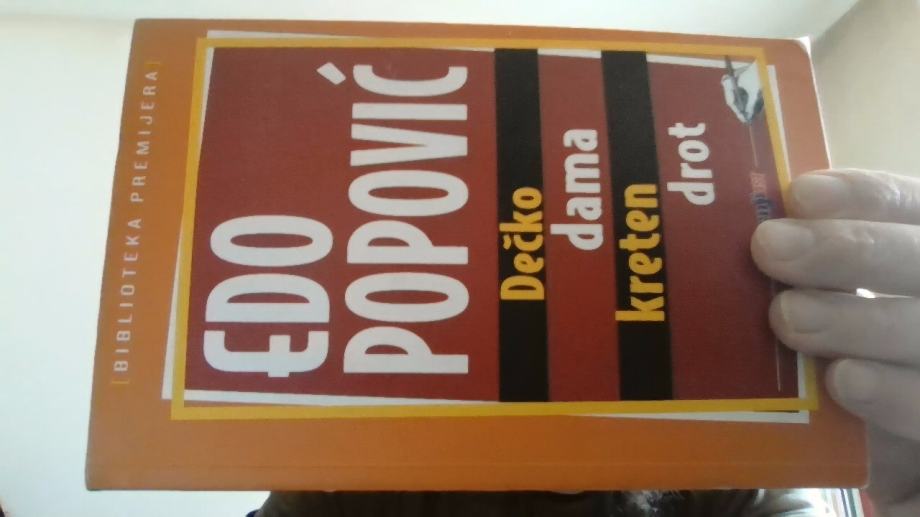 [BIBLIOTEKA PREMIJERA]
EDO
POPOVIĆ
Dečko
dama
kreten
drot